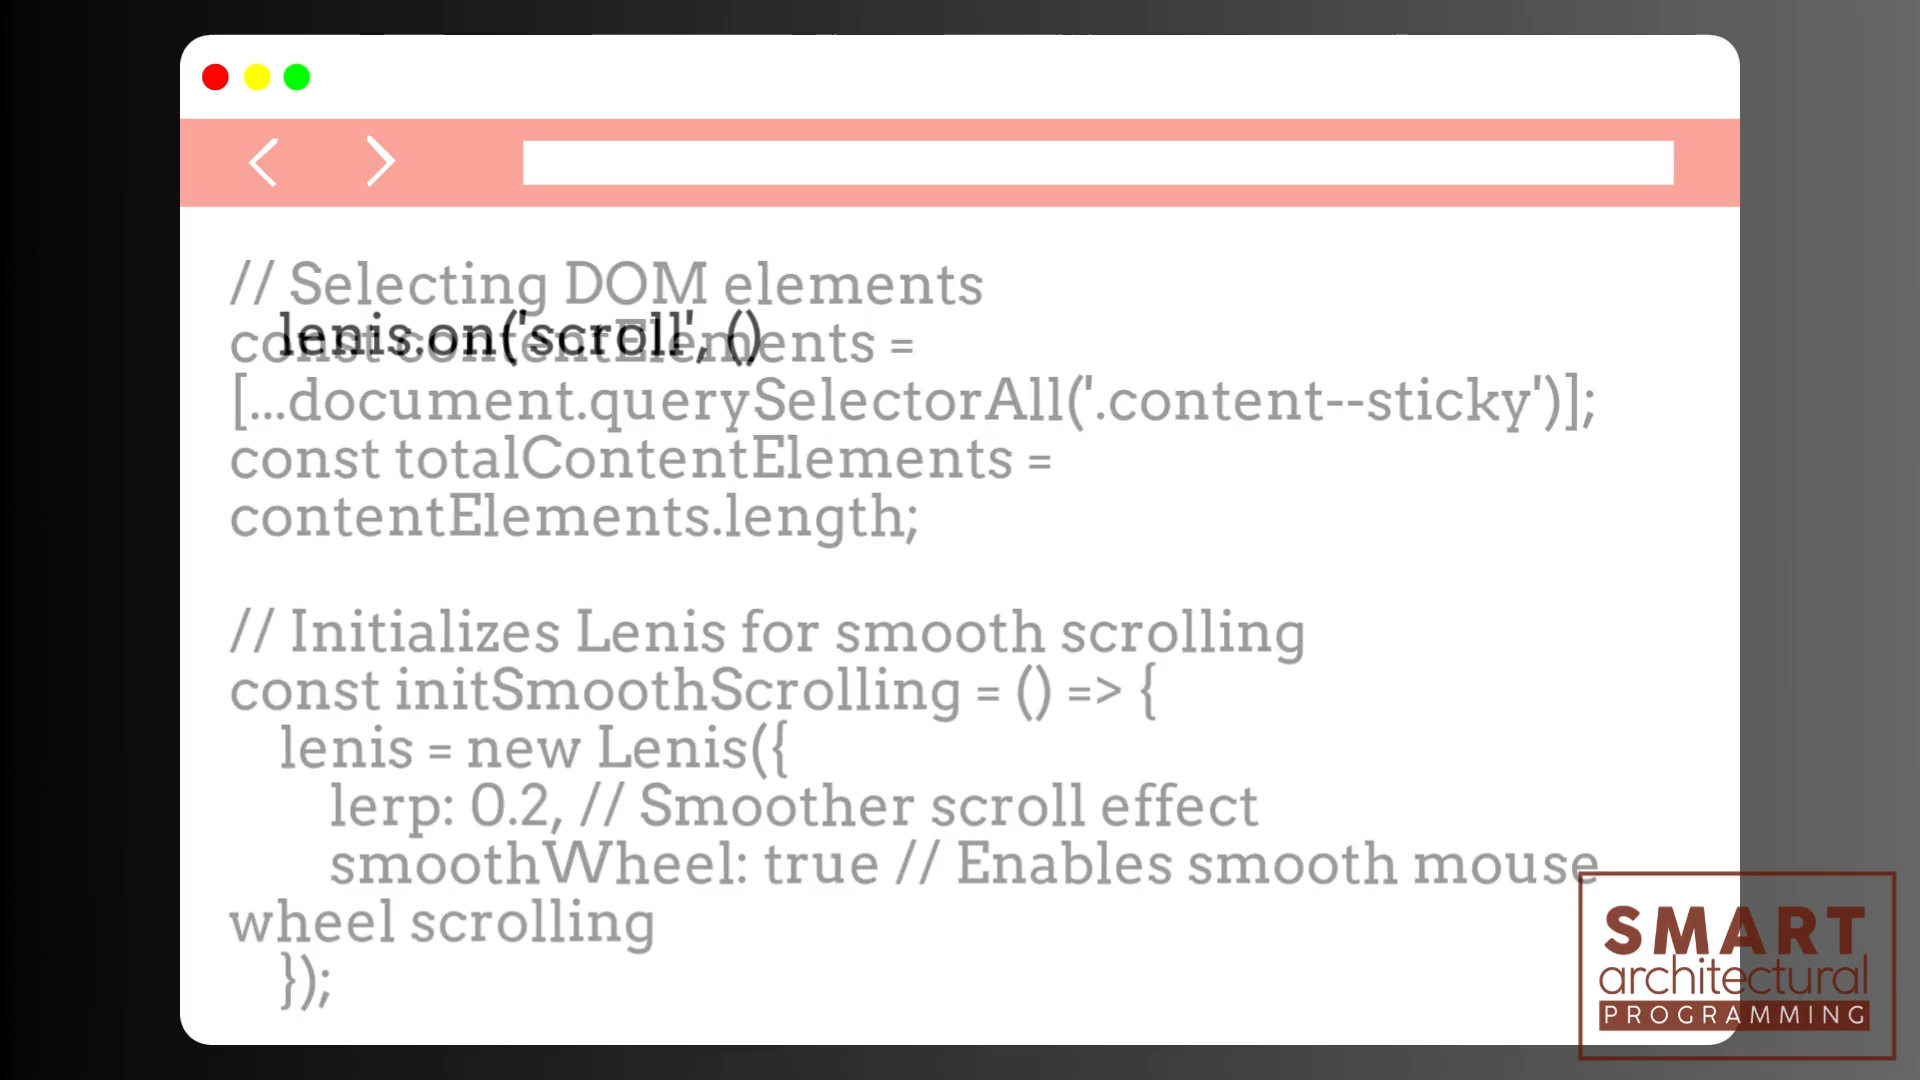 // Selecting DOM elements
lenis.on('scroll', ()
const contentElements =
[...document.querySelectorAll('.content--sticky')];
const totalContentElements =
contentElements.length;
// Initializes Lenis for smooth scrolling
const initSmoothScrolling = () => {
lenis = new Lenis({
lerp: 0.2, // Smoother scroll effect
smoothWheel: true // Enables smooth mouse
wheel scrolling
});
SMART
architectural
PROGRAMMING